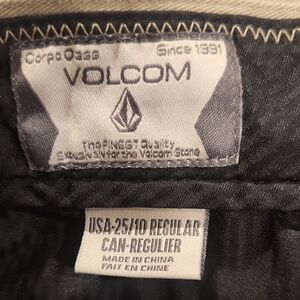 Corpo Class
Since 1991
VOLCOM
The FINEST Quality
Exclusively for the Volcom Stone
USA-25/10 REGULAR
CAN-REGULIER
MADE IN CHINA
FAIT EN CHINE